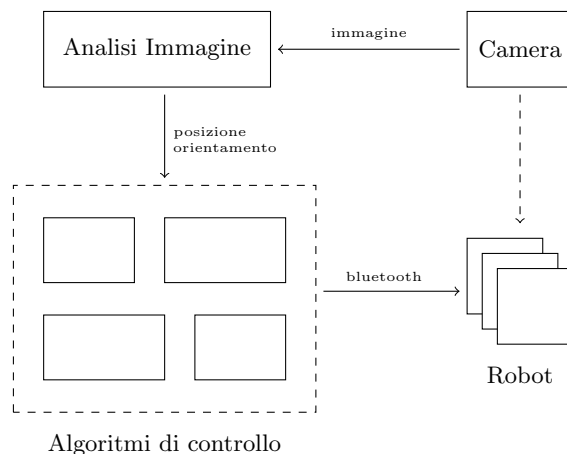 Analisi Immagine
immagine
Camera
posizione
orientamento
bluetooth
Robot
Algoritmi di controllo